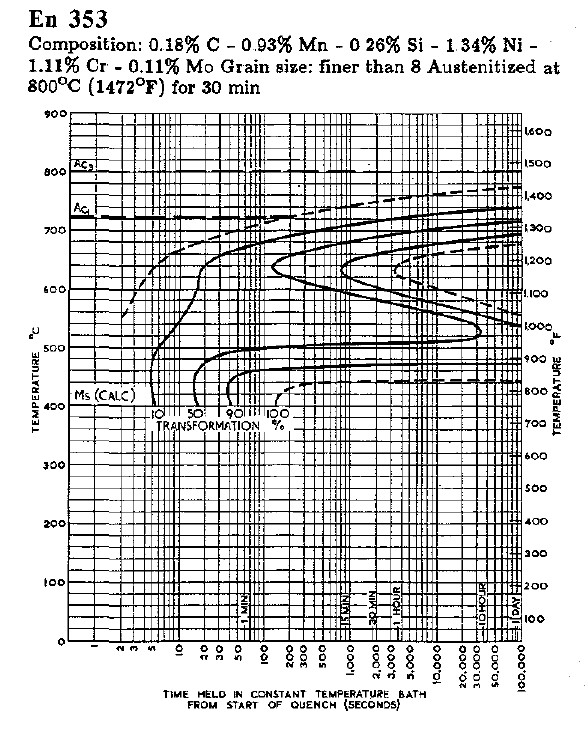 En 353
Composition: 0.18% C - 0.93% Mn - 0 26% Si - 1 34% Ni -
1.11% Cr - 0.11% Mo Grain size: finer than 8 Austenitized at
800°C (1472°F) for 30 min
900
1,600
AC3
1,500
800
1,400
AC1
700
1,300
1,200
600
1,100
1,000
500
900
800
Ms (CALC)
400
10 50 90 100
TRANSFORMATION %
700
600
300
500
200
400
300
100
200
100
0
°C
TEMPERATURE
°F
TEMPERATURE
1 MIN
15 MIN
30 MIN
1 HOUR
10 HOUR
1 DAY
1 2 3 5 10 20 30 50 100 200 300 500 1,000 2,000 3,000 5,000 10,000 20,000 30,000 50,000 100,000
TIME HELD IN CONSTANT TEMPERATURE BATH
FROM START OF QUENCH (SECONDS)